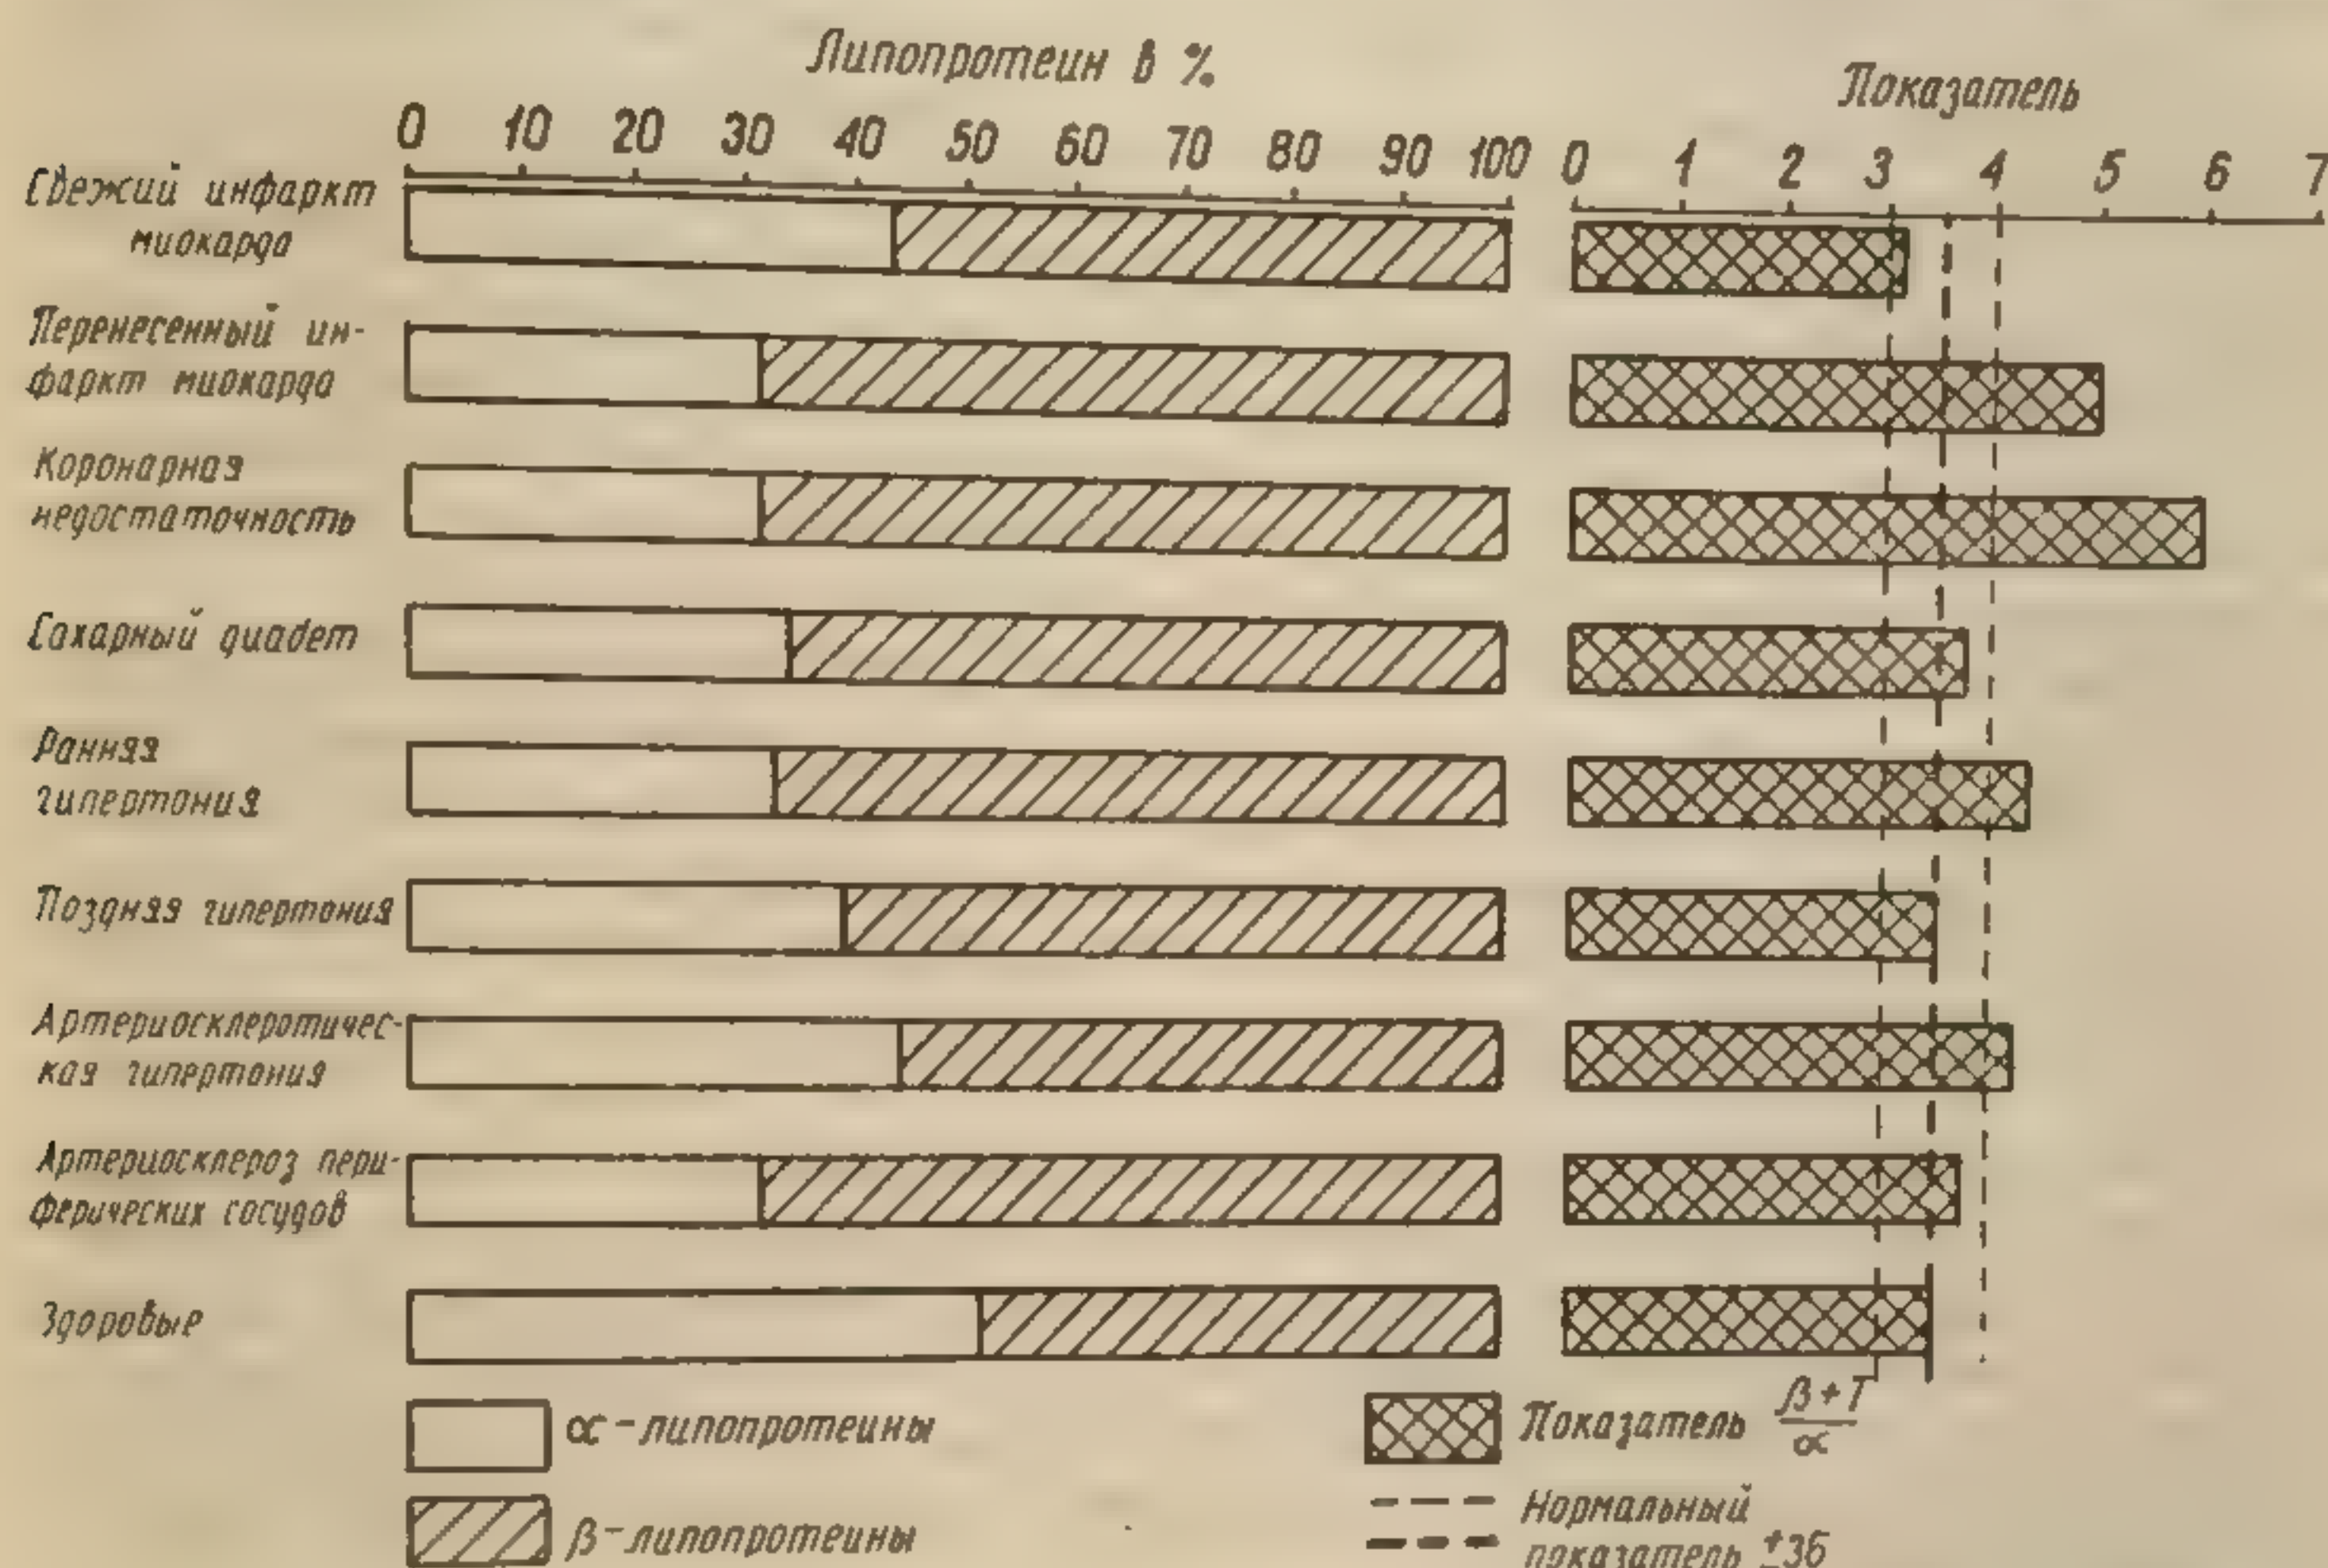 Липопротеин в %
Показатель
0 10 20 30 40 50 60 70 80 90 100
0 1 2 3 4 5 6 7
Свежий инфаркт
миокарда
Перенесенный ин-
фаркт миокарда
Коронарная
недостаточность
Сахарный диабет
Ранняя
гипертония
Поздняя гипертония
Артериосклеротичес-
кая гипертония
Артериосклероз пери-
ферических сосудов
Здоровые
α-липопротеины
β-липопротеины
Показатель β+T/α
Нормальный
показатель ±3б